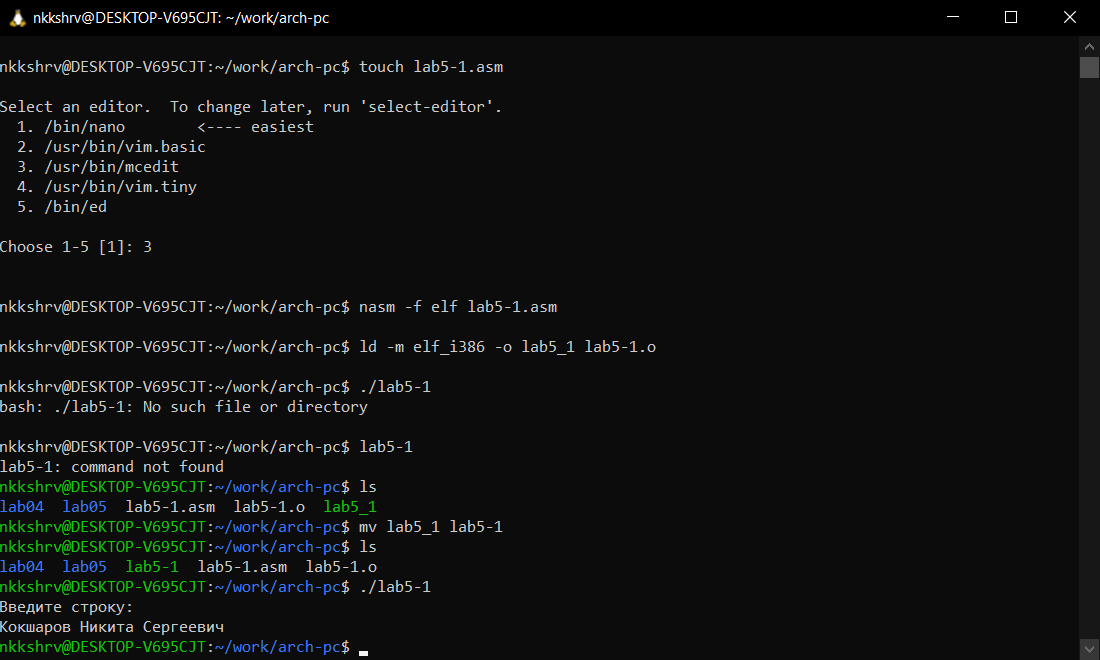 nkkshrv@DESKTOP-V695CJT: ~/work/arch-pc
nkkshrv@DESKTOP-V695CJT:~/work/arch-pc$ touch lab5-1.asm
Select an editor.  To change later, run 'select-editor'.
  1. /bin/nano        <---- easiest
  2. /usr/bin/vim.basic
  3. /usr/bin/mcedit
  4. /usr/bin/vim.tiny
  5. /bin/ed
Choose 1-5 [1]: 3
nkkshrv@DESKTOP-V695CJT:~/work/arch-pc$ nasm -f elf lab5-1.asm
nkkshrv@DESKTOP-V695CJT:~/work/arch-pc$ ld -m elf_i386 -o lab5_1 lab5-1.o
nkkshrv@DESKTOP-V695CJT:~/work/arch-pc$ ./lab5-1
bash: ./lab5-1: No such file or directory
nkkshrv@DESKTOP-V695CJT:~/work/arch-pc$ lab5-1
lab5-1: command not found
nkkshrv@DESKTOP-V695CJT:~/work/arch-pc$ ls
lab04  lab05  lab5-1.asm  lab5-1.o  lab5_1
nkkshrv@DESKTOP-V695CJT:~/work/arch-pc$ mv lab5_1 lab5-1
nkkshrv@DESKTOP-V695CJT:~/work/arch-pc$ ls
lab04  lab05  lab5-1  lab5-1.asm  lab5-1.o
nkkshrv@DESKTOP-V695CJT:~/work/arch-pc$ ./lab5-1
Введите строку:
Кокшаров Никита Сергеевич
nkkshrv@DESKTOP-V695CJT:~/work/arch-pc$